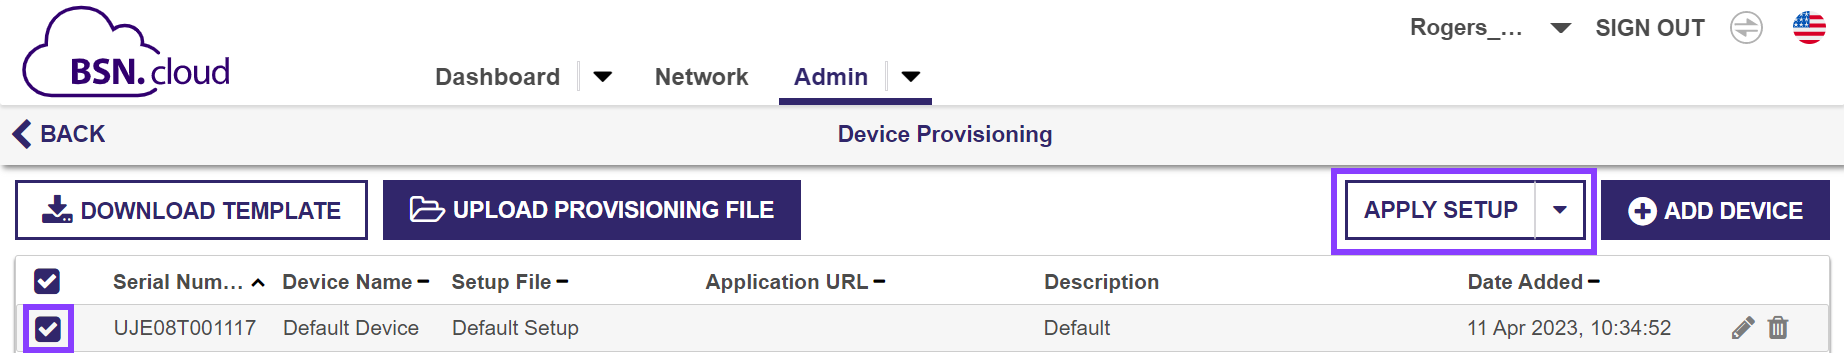 Rogers_... SIGN OUT
BSN.cloud
Dashboard Network Admin
BACK Device Provisioning
DOWNLOAD TEMPLATE UPLOAD PROVISIONING FILE APPLY SETUP ADD DEVICE
Serial Num... Device Name Setup File Application URL Description Date Added
UJE08T001117 Default Device Default Setup Default 11 Apr 2023, 10:34:52